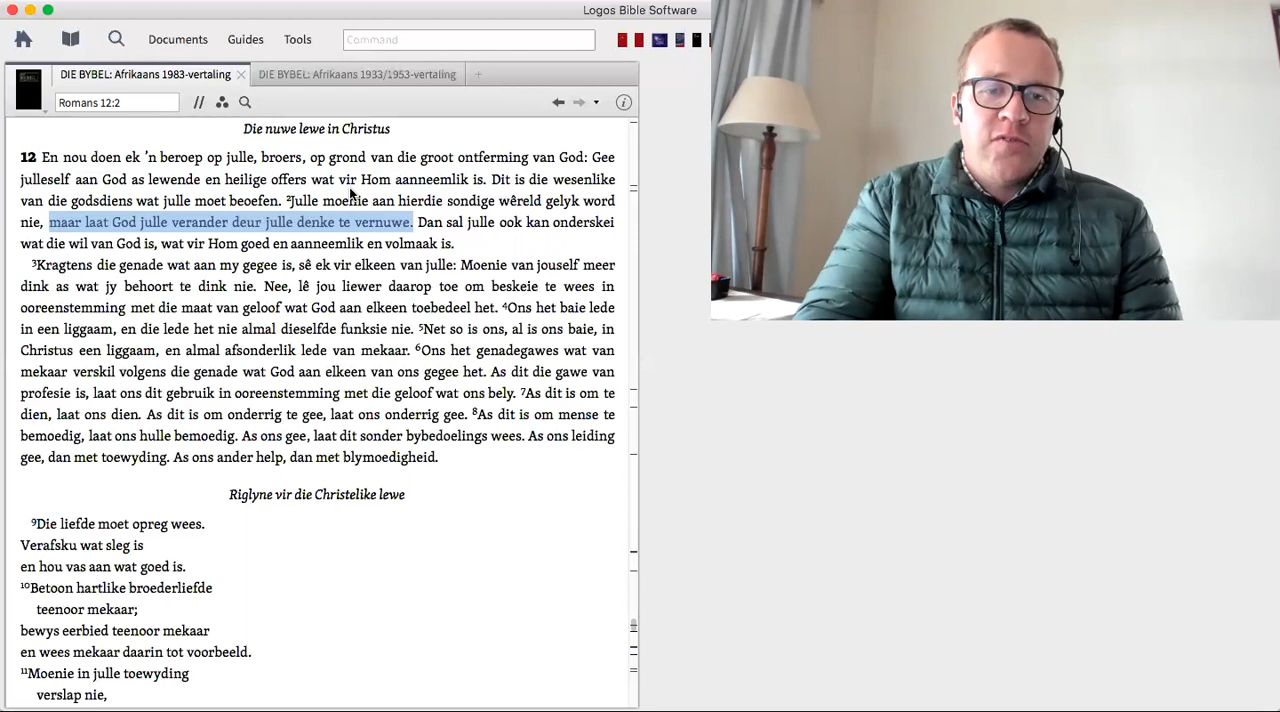 Logos Bible Software
Documents Guides Tools Command
DIE BYBEL: Afrikaans 1983-vertaling DIE BYBEL: Afrikaans 1933/1953-vertaling
Romans 12:2
Die nuwe lewe in Christus
12 En nou doen ek ’n beroep op julle, broers, op grond van die groot ontferming van God: Gee
julleself aan God as lewende en heilige offers wat vir Hom aanneemlik is. Dit is die wesenlike
van die godsdiens wat julle moet beoefen. ²Julle moenie aan hierdie sondige wêreld gelyk word
nie, maar laat God julle verander deur julle denke te vernuwe. Dan sal julle ook kan onderskei
wat die wil van God is, wat vir Hom goed en aanneemlik en volmaak is.
³Kragtens die genade wat aan my gegee is, sê ek vir elkeen van julle: Moenie van jouself meer
dink as wat jy behoort te dink nie. Nee, lê jou liewer daarop toe om beskeie te wees in
ooreenstemming met die maat van geloof wat God aan elkeen toebedeel het. ⁴Ons het baie lede
in een liggaam, en die lede het nie almal dieselfde funksie nie. ⁵Net so is ons, al is ons baie, in
Christus een liggaam, en almal afsonderlik lede van mekaar. ⁶Ons het genadegawes wat van
mekaar verskil volgens die genade wat God aan elkeen van ons gegee het. As dit die gawe van
profesie is, laat ons dit gebruik in ooreenstemming met die geloof wat ons bely. ⁷As dit is om te
dien, laat ons dien. As dit is om onderrig te gee, laat ons onderrig gee. ⁸As dit is om mense te
bemoedig, laat ons hulle bemoedig. As ons gee, laat dit sonder bybedoelings wees. As ons leiding
gee, dan met toewyding. As ons ander help, dan met blymoedigheid.
Riglyne vir die Christelike lewe
⁹Die liefde moet opreg wees.
Verafsku wat sleg is
en hou vas aan wat goed is.
¹⁰Betoon hartlike broederliefde
teenoor mekaar;
bewys eerbied teenoor mekaar
en wees mekaar daarin tot voorbeeld.
¹¹Moenie in julle toewyding
verslap nie,